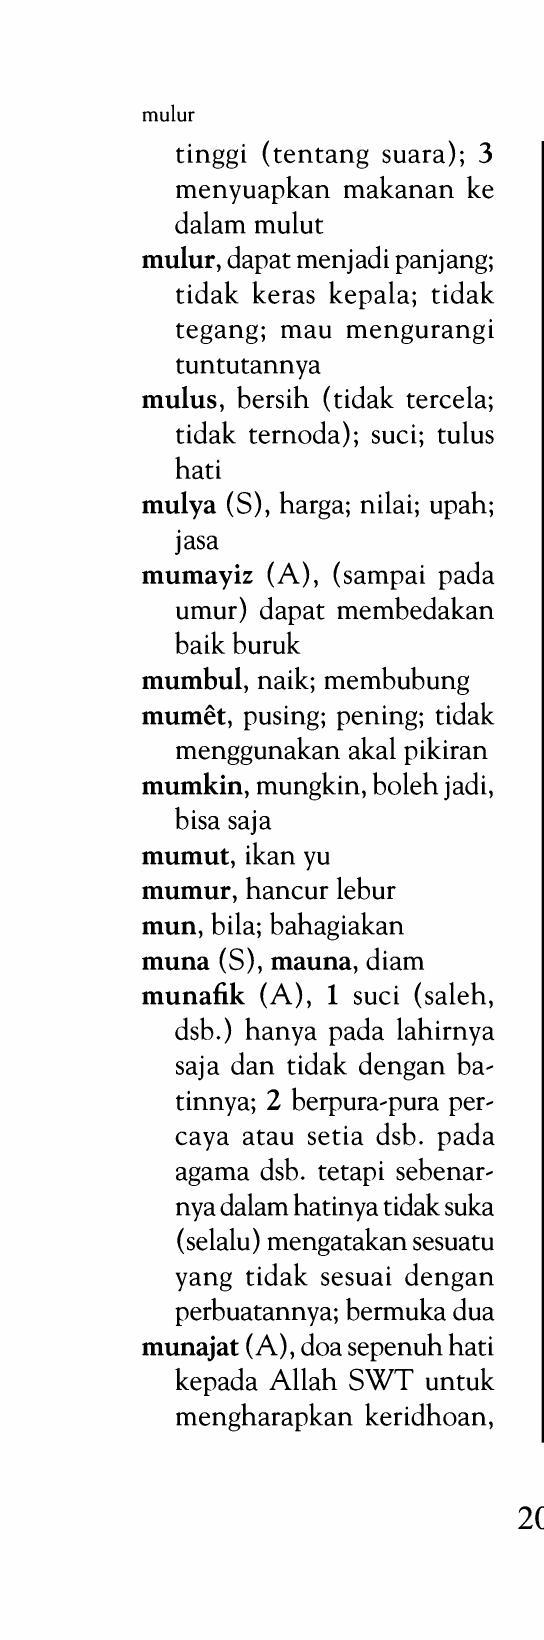 mulur
tinggi (tentang suara); 3
menyuapkan makanan ke
dalam mulut
mulur, dapat menjadi panjang;
tidak keras kepala; tidak
tegang; mau mengurangi
tuntutannya
mulus, bersih (tidak tercela;
tidak ternoda); suci; tulus
hati
mulya (S), harga; nilai; upah;
jasa
mumayiz (A), (sampai pada
umur) dapat membedakan
baik buruk
mumbul, naik; membubung
mumêt, pusing; pening; tidak
menggunakan akal pikiran
mumkin, mungkin, boleh jadi,
bisa saja
mumut, ikan yu
mumur, hancur lebur
mun, bila; bahagiakan
muna (S), mauna, diam
munafik (A), 1 suci (saleh,
dsb.) hanya pada lahirnya
saja dan tidak dengan ba-
tinnya; 2 berpura-pura per-
caya atau setia dsb. pada
agama dsb. tetapi sebenar-
nya dalam hatinya tidak suka
(selalu) mengatakan sesuatu
yang tidak sesuai dengan
perbuatannya; bermuka dua
munajat (A), doa sepenuh hati
kepada Allah SWT untuk
mengharapkan keridhoan,